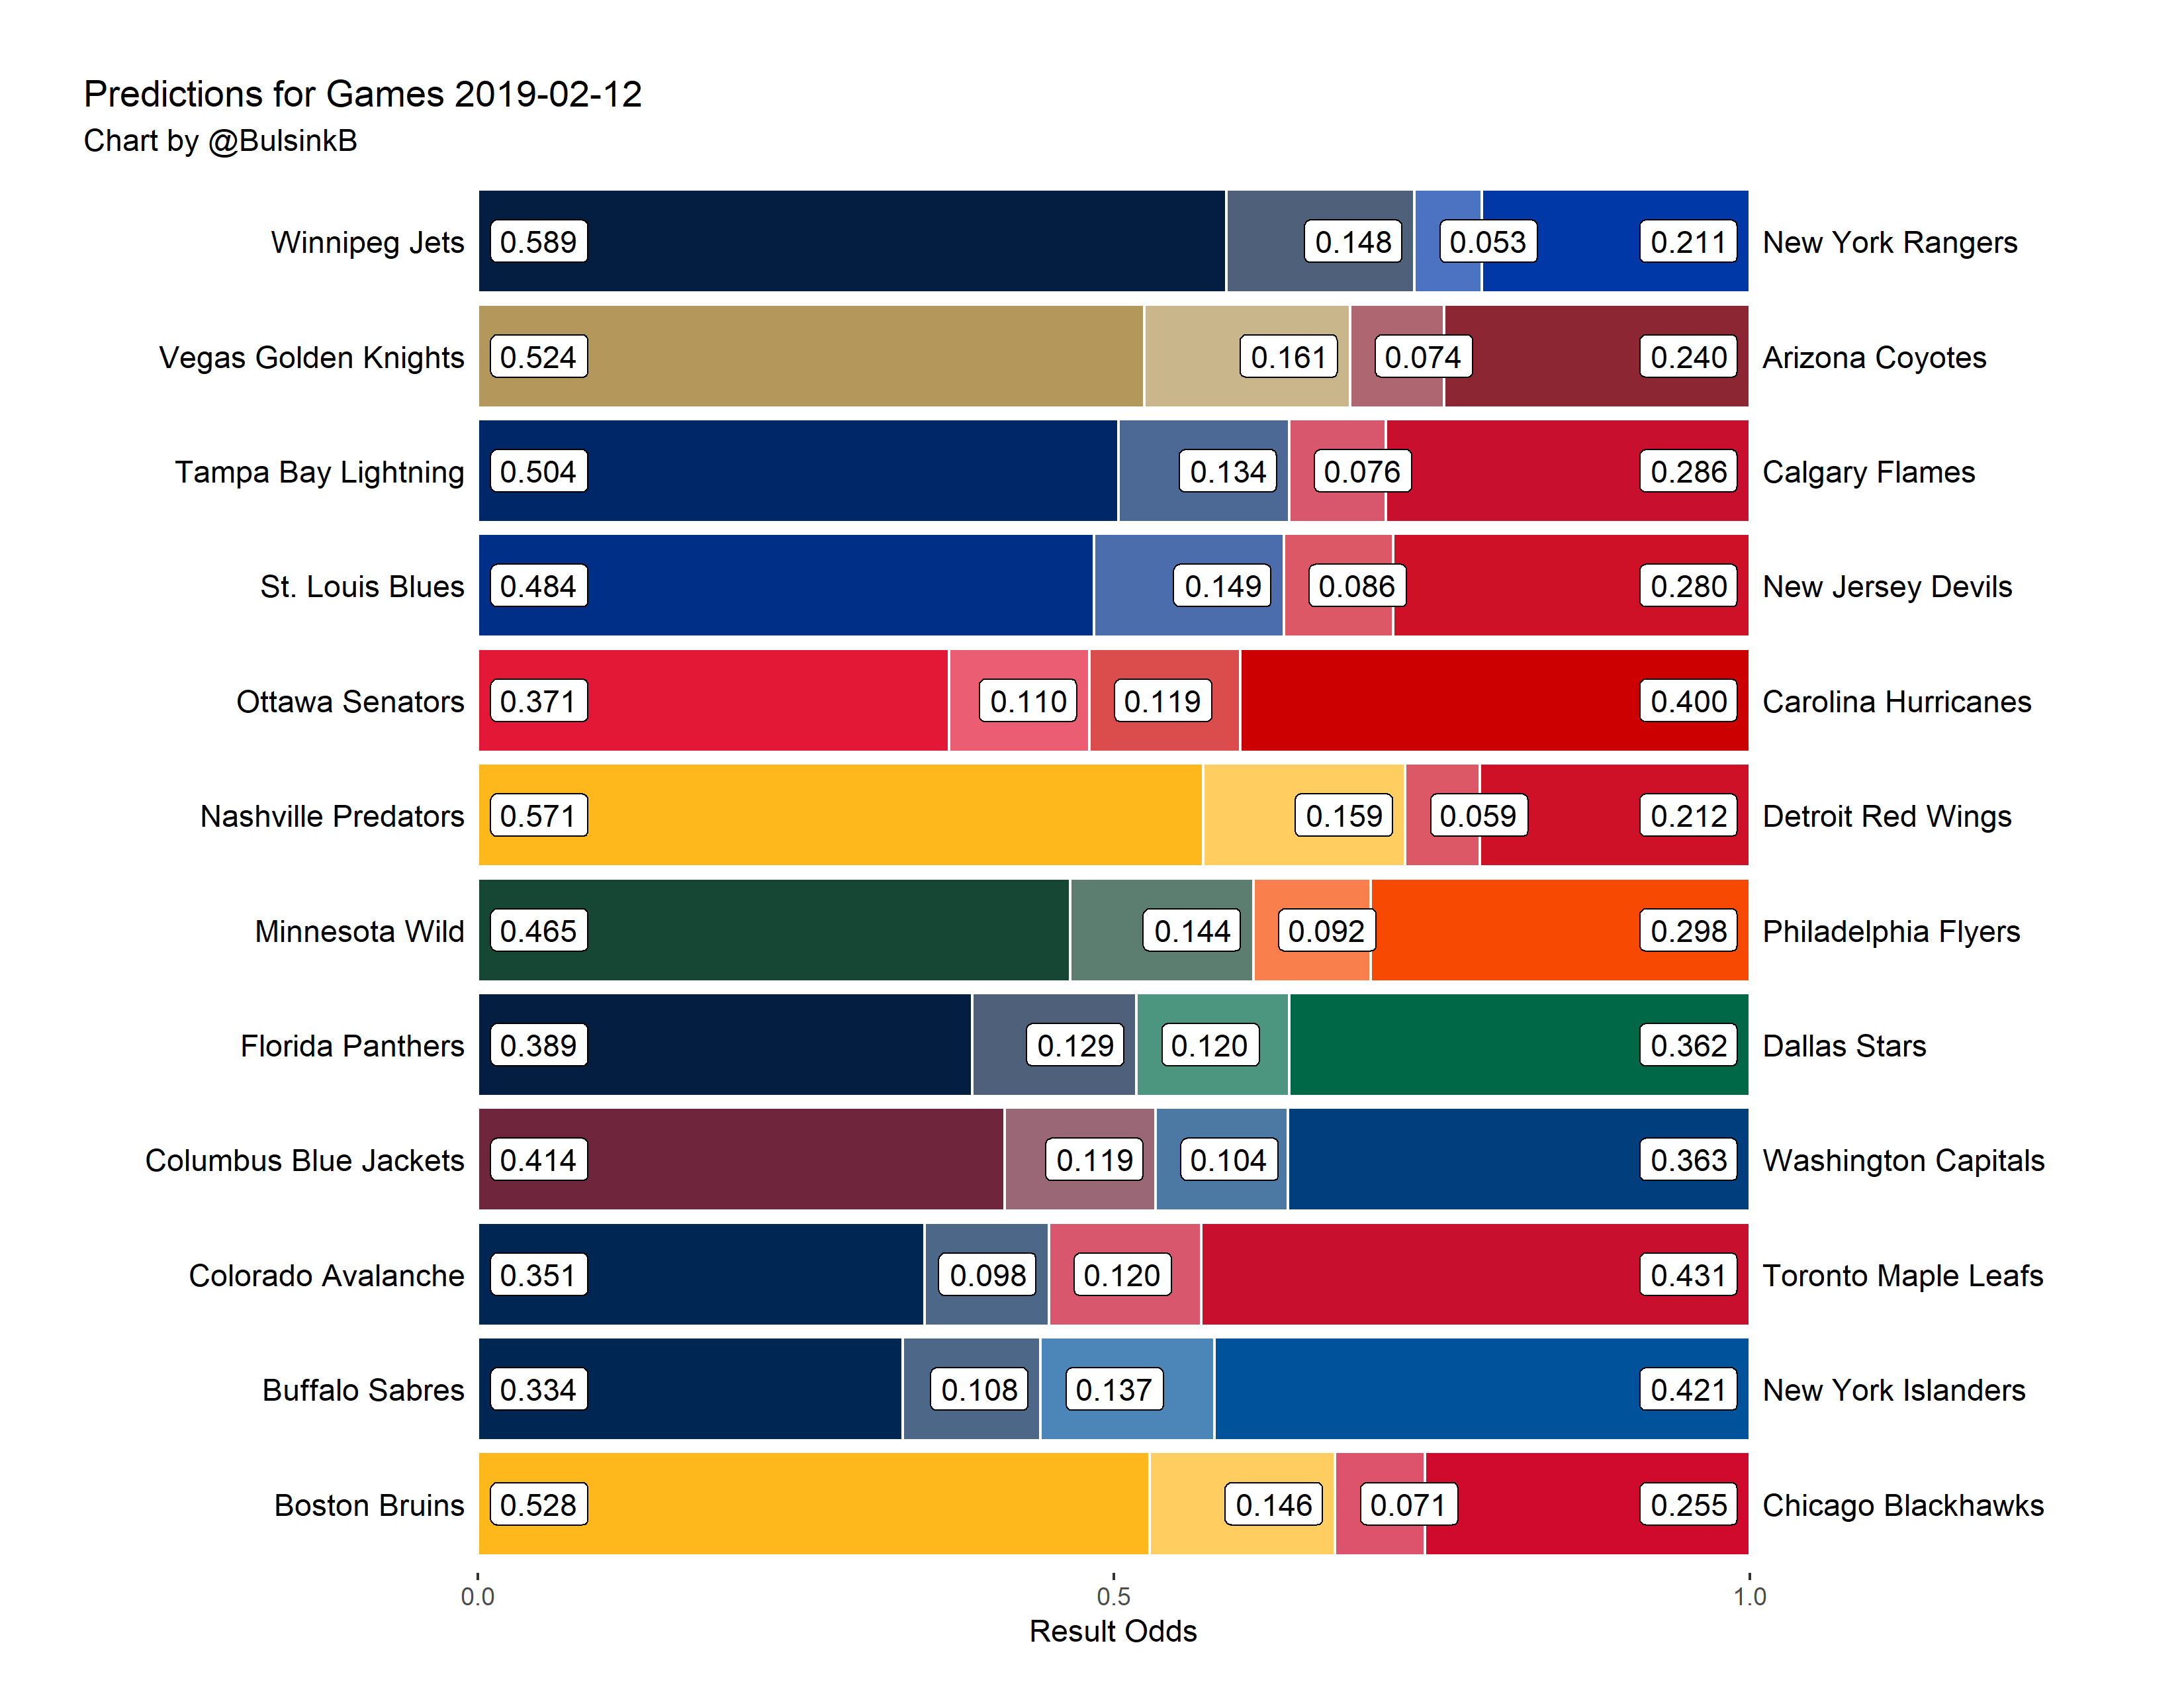 Predictions for Games 2019-02-12
Chart by @BulsinkB
Winnipeg Jets 0.589 0.148 0.053 0.211 New York Rangers
Vegas Golden Knights 0.524 0.161 0.074 0.240 Arizona Coyotes
Tampa Bay Lightning 0.504 0.134 0.076 0.286 Calgary Flames
St. Louis Blues 0.484 0.149 0.086 0.280 New Jersey Devils
Ottawa Senators 0.371 0.110 0.119 0.400 Carolina Hurricanes
Nashville Predators 0.571 0.159 0.059 0.212 Detroit Red Wings
Minnesota Wild 0.465 0.144 0.092 0.298 Philadelphia Flyers
Florida Panthers 0.389 0.129 0.120 0.362 Dallas Stars
Columbus Blue Jackets 0.414 0.119 0.104 0.363 Washington Capitals
Colorado Avalanche 0.351 0.098 0.120 0.431 Toronto Maple Leafs
Buffalo Sabres 0.334 0.108 0.137 0.421 New York Islanders
Boston Bruins 0.528 0.146 0.071 0.255 Chicago Blackhawks
0.0 0.5 1.0
Result Odds